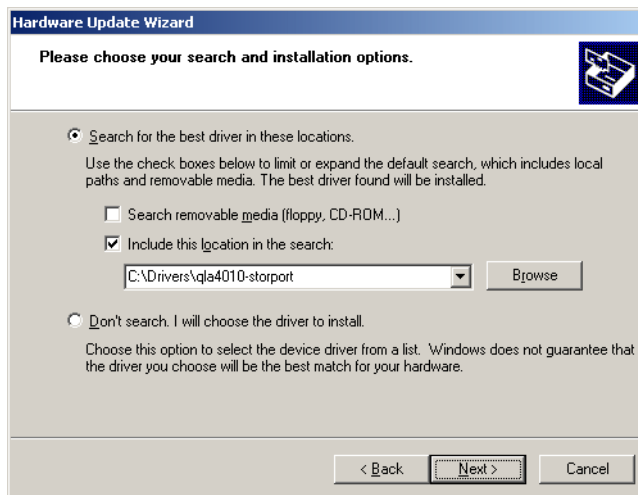 Hardware Update Wizard
Please choose your search and installation options.
Search for the best driver in these locations.
Use the check boxes below to limit or expand the default search, which includes local
paths and removable media. The best driver found will be installed.
Search removable media (floppy, CD-ROM...)
Include this location in the search:
C:\Drivers\qla4010-storport
Browse
Don't search. I will choose the driver to install.
Choose this option to select the device driver from a list. Windows does not guarantee that
the driver you choose will be the best match for your hardware.
< Back
Next >
Cancel